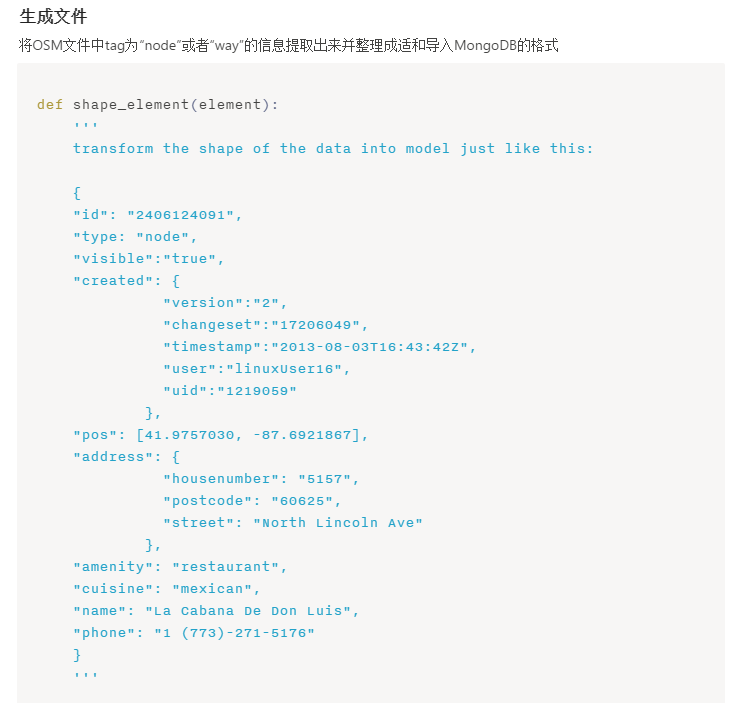 生成文件
将OSM文件中tag为“node”或者“way”的信息提取出来并整理成适和导入MongoDB的格式
def shape_element(element):
    '''
    transform the shape of the data into model just like this:
    {
    "id": "2406124091",
    "type: "node",
    "visible":"true",
    "created": {
              "version":"2",
              "changeset":"17206049",
              "timestamp":"2013-08-03T16:43:42Z",
              "user":"linuxUser16",
              "uid":"1219059"
            },
    "pos": [41.9757030, -87.6921867],
    "address": {
              "housenumber": "5157",
              "postcode": "60625",
              "street": "North Lincoln Ave"
            },
    "amenity": "restaurant",
    "cuisine": "mexican",
    "name": "La Cabana De Don Luis",
    "phone": "1 (773)-271-5176"
    }
    '''